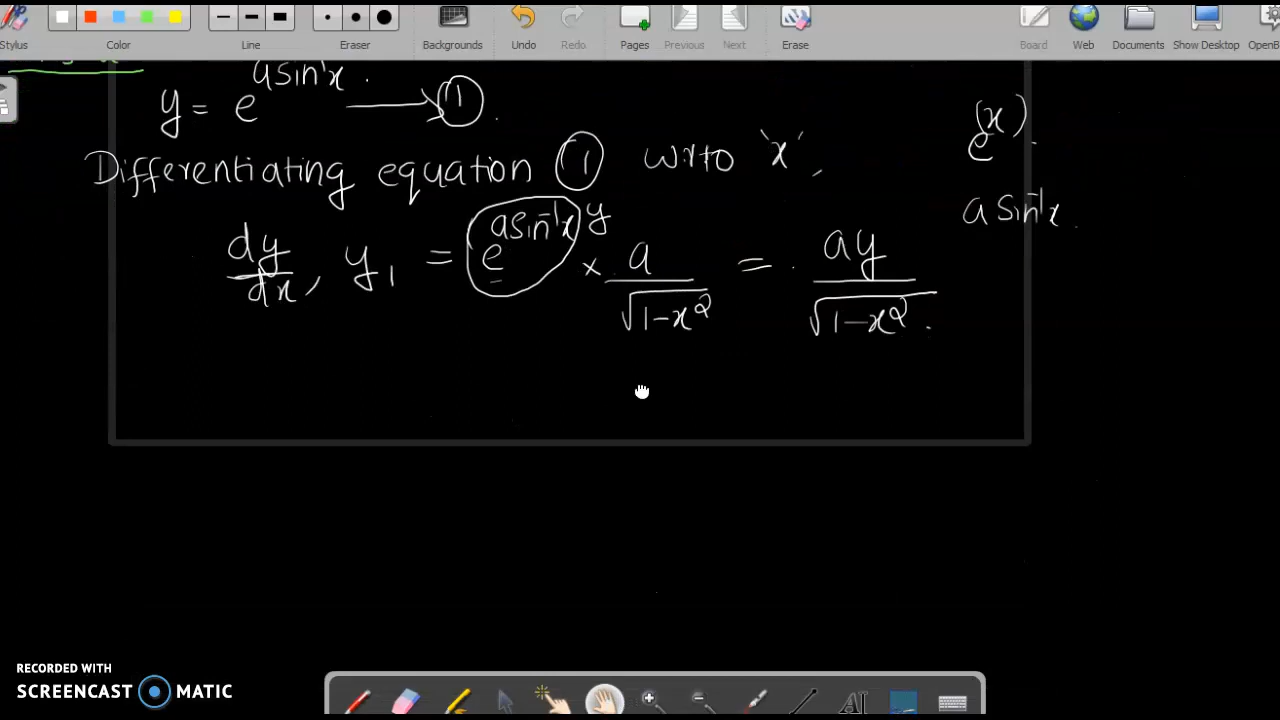 Stylus Color Line Eraser Backgrounds Undo Redo Pages Previous Next Erase Board Web Documents Show Desktop OpenB
y = e^{a sin⁻¹x} . → ① .
e^{(x)} .
Differentiating equation ① w.r.to 'x',
a sin⁻¹x .
dy/dx, y₁ = e^{a sin⁻¹x} y × a/√(1-x²) = ay/√(1-x²) .
RECORDED WITH
SCREENCAST MATIC